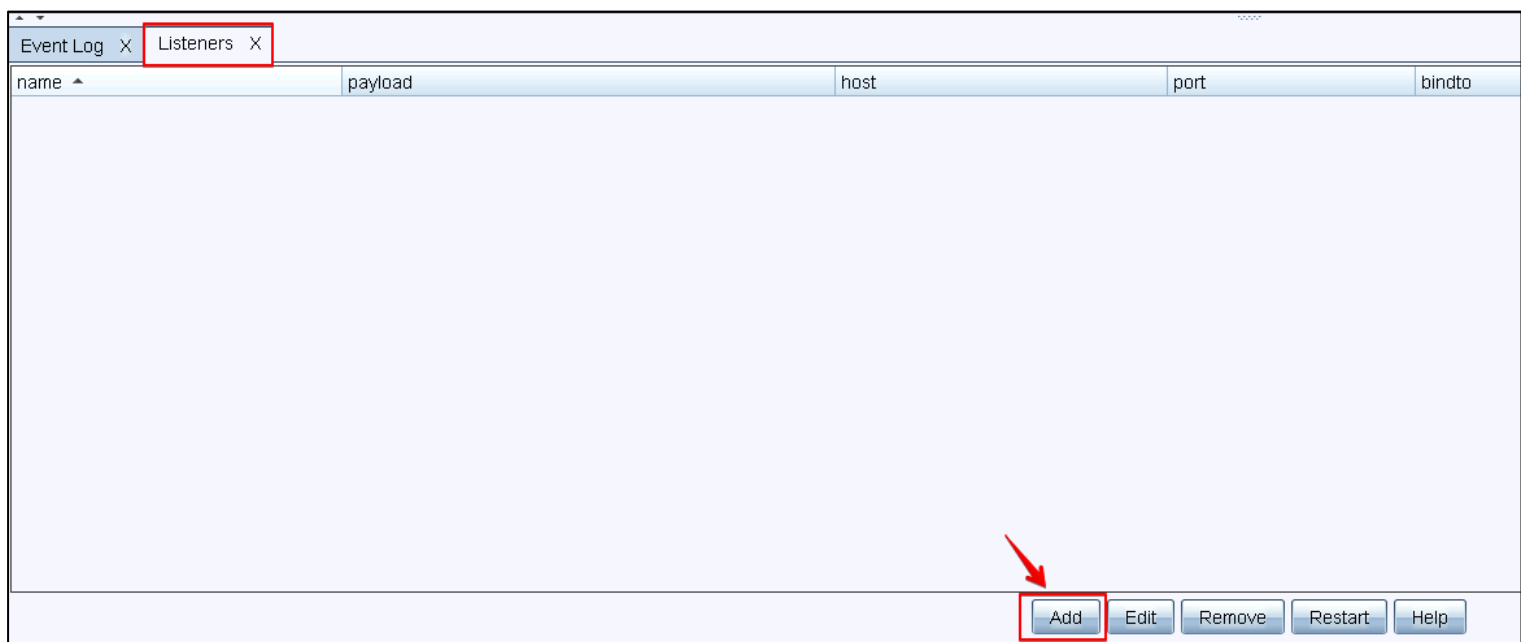 Event Log X Listeners X
name payload host port bindto
Add Edit Remove Restart Help